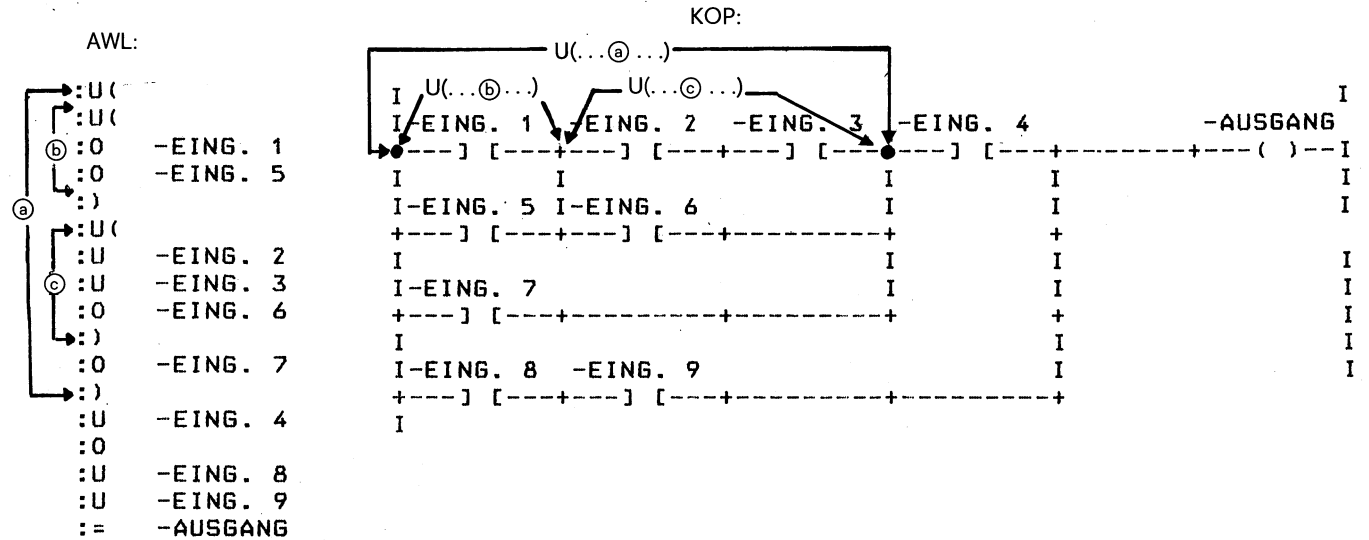 AWL:
:U(
:U(
ⓑ :O -EING. 1
:O -EING. 5
:)
ⓐ
:U(
:U -EING. 2
ⓒ :U -EING. 3
:O -EING. 6
:)
:O -EING. 7
:)
:U -EING. 4
:O
:U -EING. 8
:U -EING. 9
:= -AUSGANG
KOP:
U(...ⓐ...)
I U(...ⓑ...) U(...ⓒ...) I
I-EING. 1 -EING. 2 -EING. 3 -EING. 4 -AUSGANG
●---] [---+---] [---+---] [---●---] [---+---------+---( )--I
I I I I I
I-EING. 5 I-EING. 6 I I I
+---] [---+---] [---+---------+ +
I I I I
I-EING. 7 I I I
+---] [---+---------+---------+ + I
I I I
I-EING. 8 -EING. 9 I I
+---] [---+---] [---+---------+---------+
I